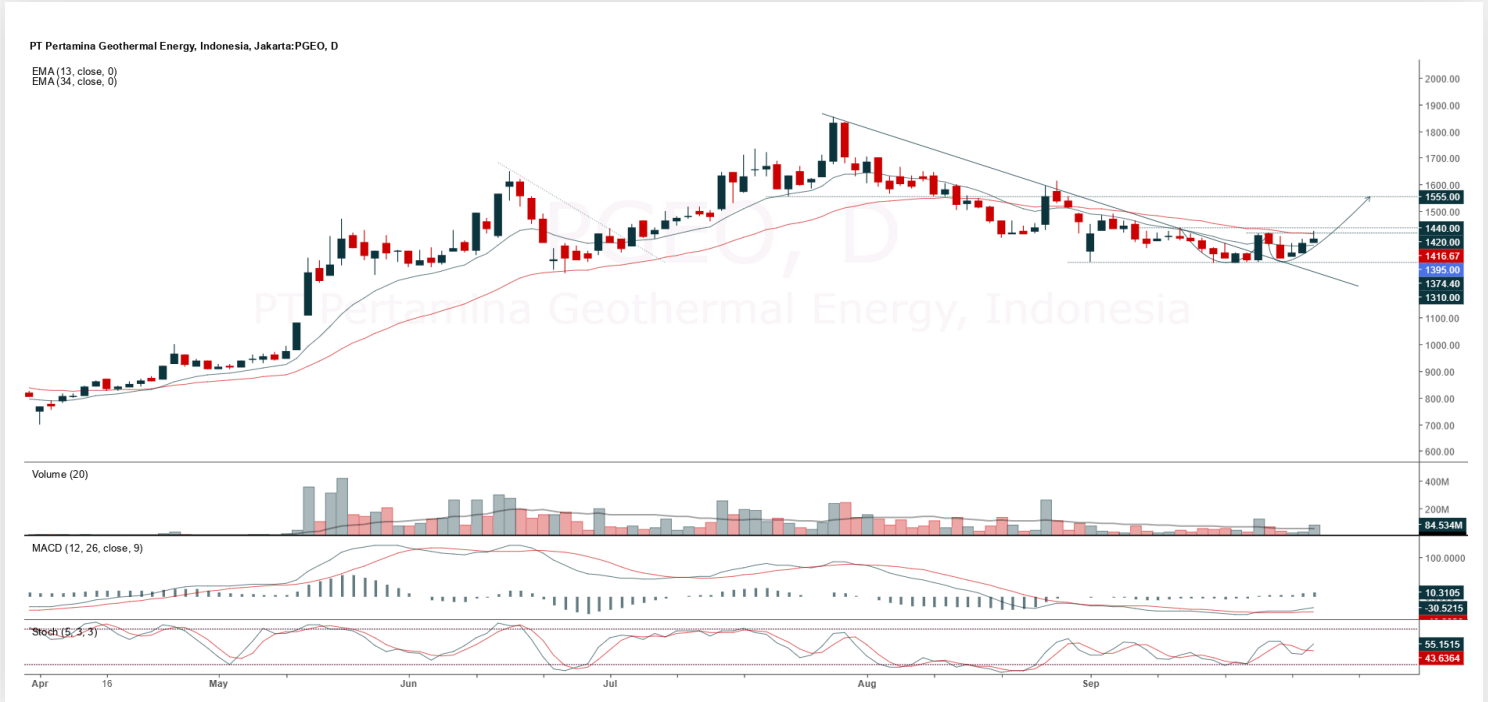 PT Pertamina Geothermal Energy, Indonesia, Jakarta:PGEO, D
EMA (13, close, 0)
EMA (34, close, 0)
PGEO, D
PT Pertamina Geothermal Energy, Indonesia
2000.00
1900.00
1800.00
1700.00
1600.00
1555.00
1500.00
1440.00
1420.00
1416.67
1395.00
1374.40
1310.00
1100.00
1000.00
900.00
800.00
700.00
600.00
Volume (20)
400M
200M
84.534M
MACD (12, 26, close, 9)
100.0000
10.3105
-30.5215
Stoch (5, 3, 3)
55.1515
43.6364
Apr 16 May Jun Jul Aug Sep